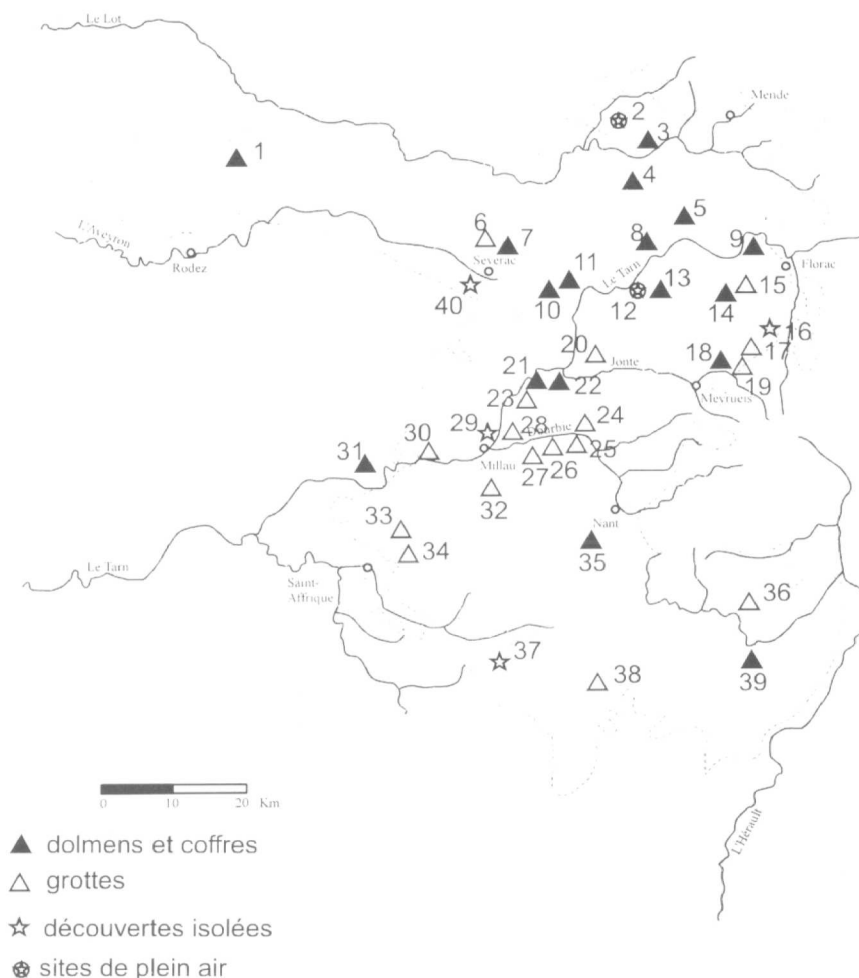 Le Lot
Mende
2
3
1
4
5
L'Aveyron
6
7
8
9
Rodez
Severac
Florac
11
Le Tarn
40
10
12
13
14
15
16
20
17
18
Jonte
19
21
22
Meyrueis
23
24
29
28
Dourbie
30
31
Millau
27
26
25
32
33
Nant
34
35
Le Tarn
Saint-
Affrique
36
37
38
39
0 10 20 Km
L'Hérault
dolmens et coffres
grottes
découvertes isolées
sites de plein air